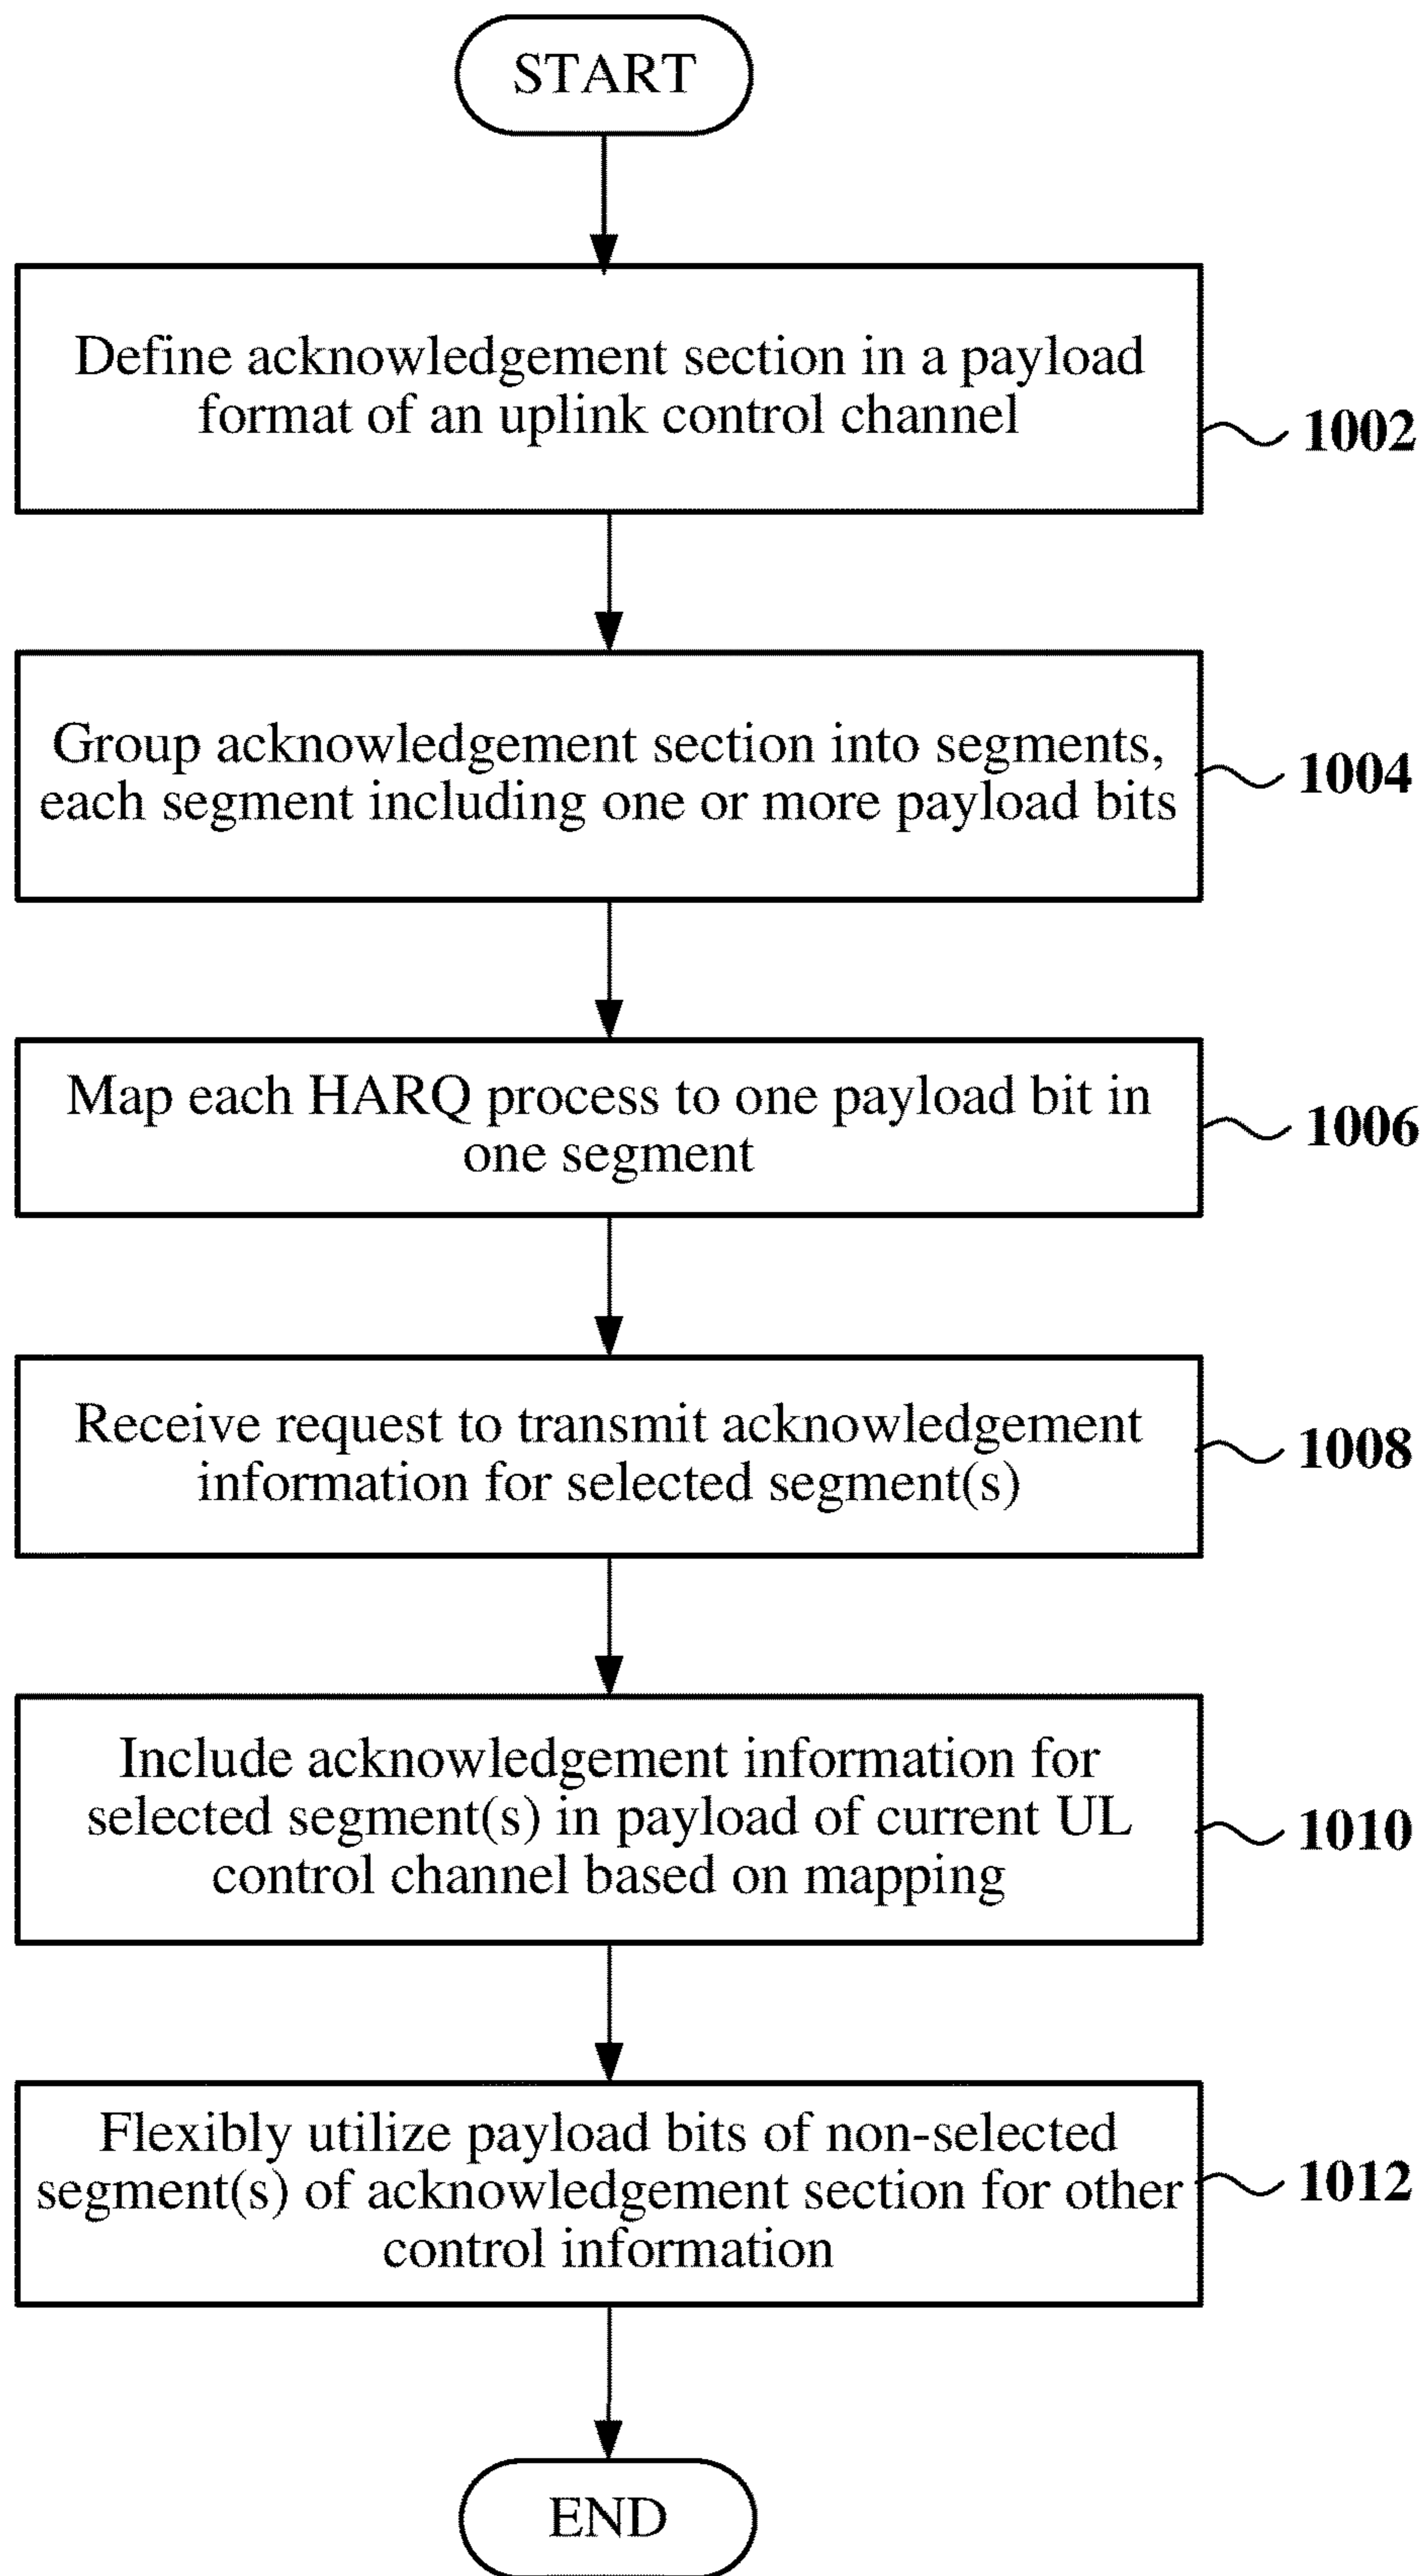 START
Define acknowledgement section in a payload
format of an uplink control channel
1002
Group acknowledgement section into segments,
each segment including one or more payload bits
1004
Map each HARQ process to one payload bit in
one segment
1006
Receive request to transmit acknowledgement
information for selected segment(s)
1008
Include acknowledgement information for
selected segment(s) in payload of current UL
control channel based on mapping
1010
Flexibly utilize payload bits of non-selected
segment(s) of acknowledgement section for other
control information
1012
END